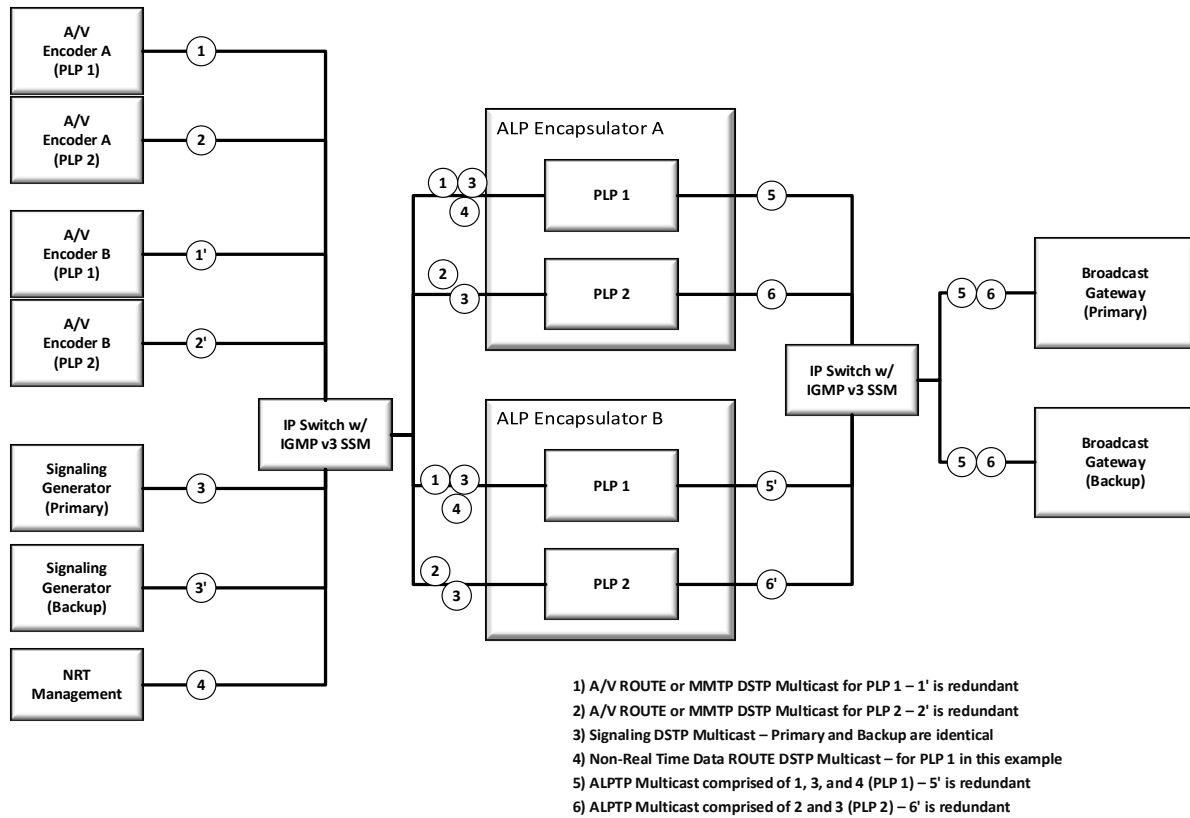 A/V
Encoder A
(PLP 1)
1
A/V
Encoder A
(PLP 2)
2
A/V
Encoder B
(PLP 1)
1'
A/V
Encoder B
(PLP 2)
2'
Signaling
Generator
(Primary)
3
Signaling
Generator
(Backup)
3'
NRT
Management
4
IP Switch w/
IGMP v3 SSM
ALP Encapsulator A
1 3
4
PLP 1
5
2
3
PLP 2
6
ALP Encapsulator B
1 3
4
PLP 1
5'
2
3
PLP 2
6'
IP Switch w/
IGMP v3 SSM
5 6
Broadcast
Gateway
(Primary)
5 6
Broadcast
Gateway
(Backup)
1) A/V ROUTE or MMTP DSTP Multicast for PLP 1 – 1' is redundant
2) A/V ROUTE or MMTP DSTP Multicast for PLP 2 – 2' is redundant
3) Signaling DSTP Multicast – Primary and Backup are identical
4) Non-Real Time Data ROUTE DSTP Multicast – for PLP 1 in this example
5) ALPTP Multicast comprised of 1, 3, and 4 (PLP 1) – 5' is redundant
6) ALPTP Multicast comprised of 2 and 3 (PLP 2) – 6' is redundant